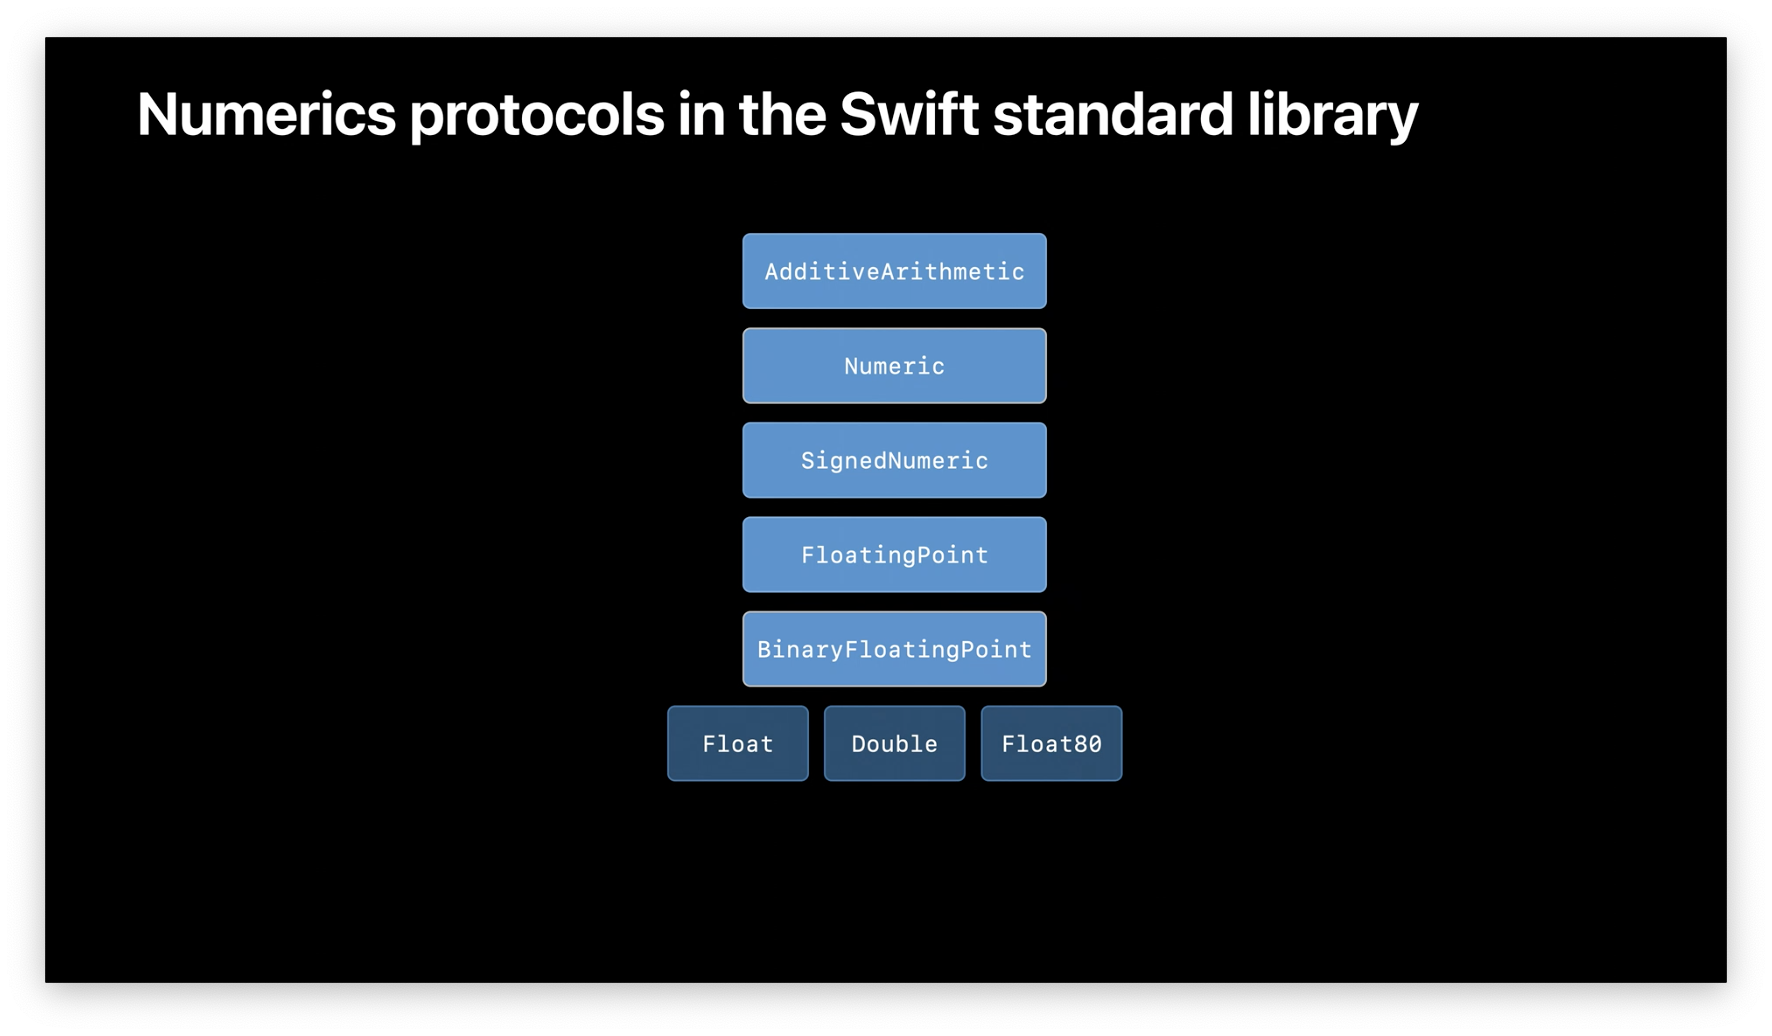 Numerics protocols in the Swift standard library
AdditiveArithmetic
Numeric
SignedNumeric
FloatingPoint
BinaryFloatingPoint
Float Double Float80